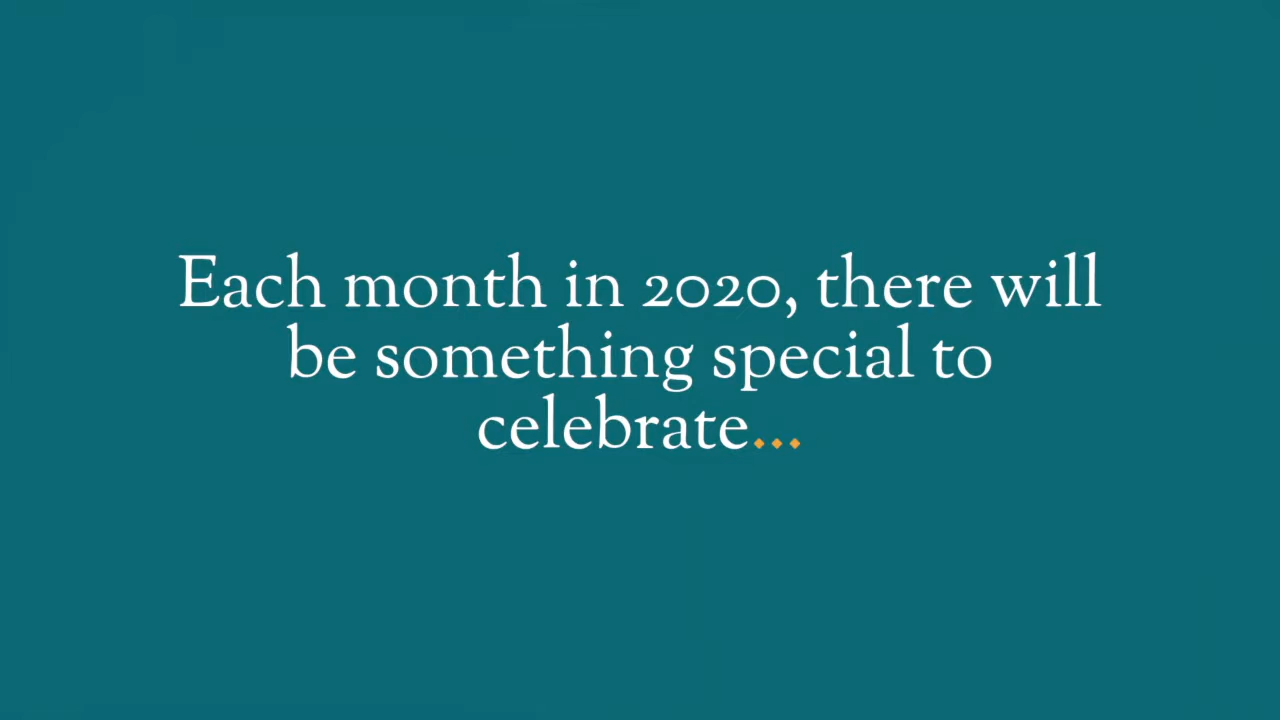 Each month in 2020, there will
be something special to
celebrate...